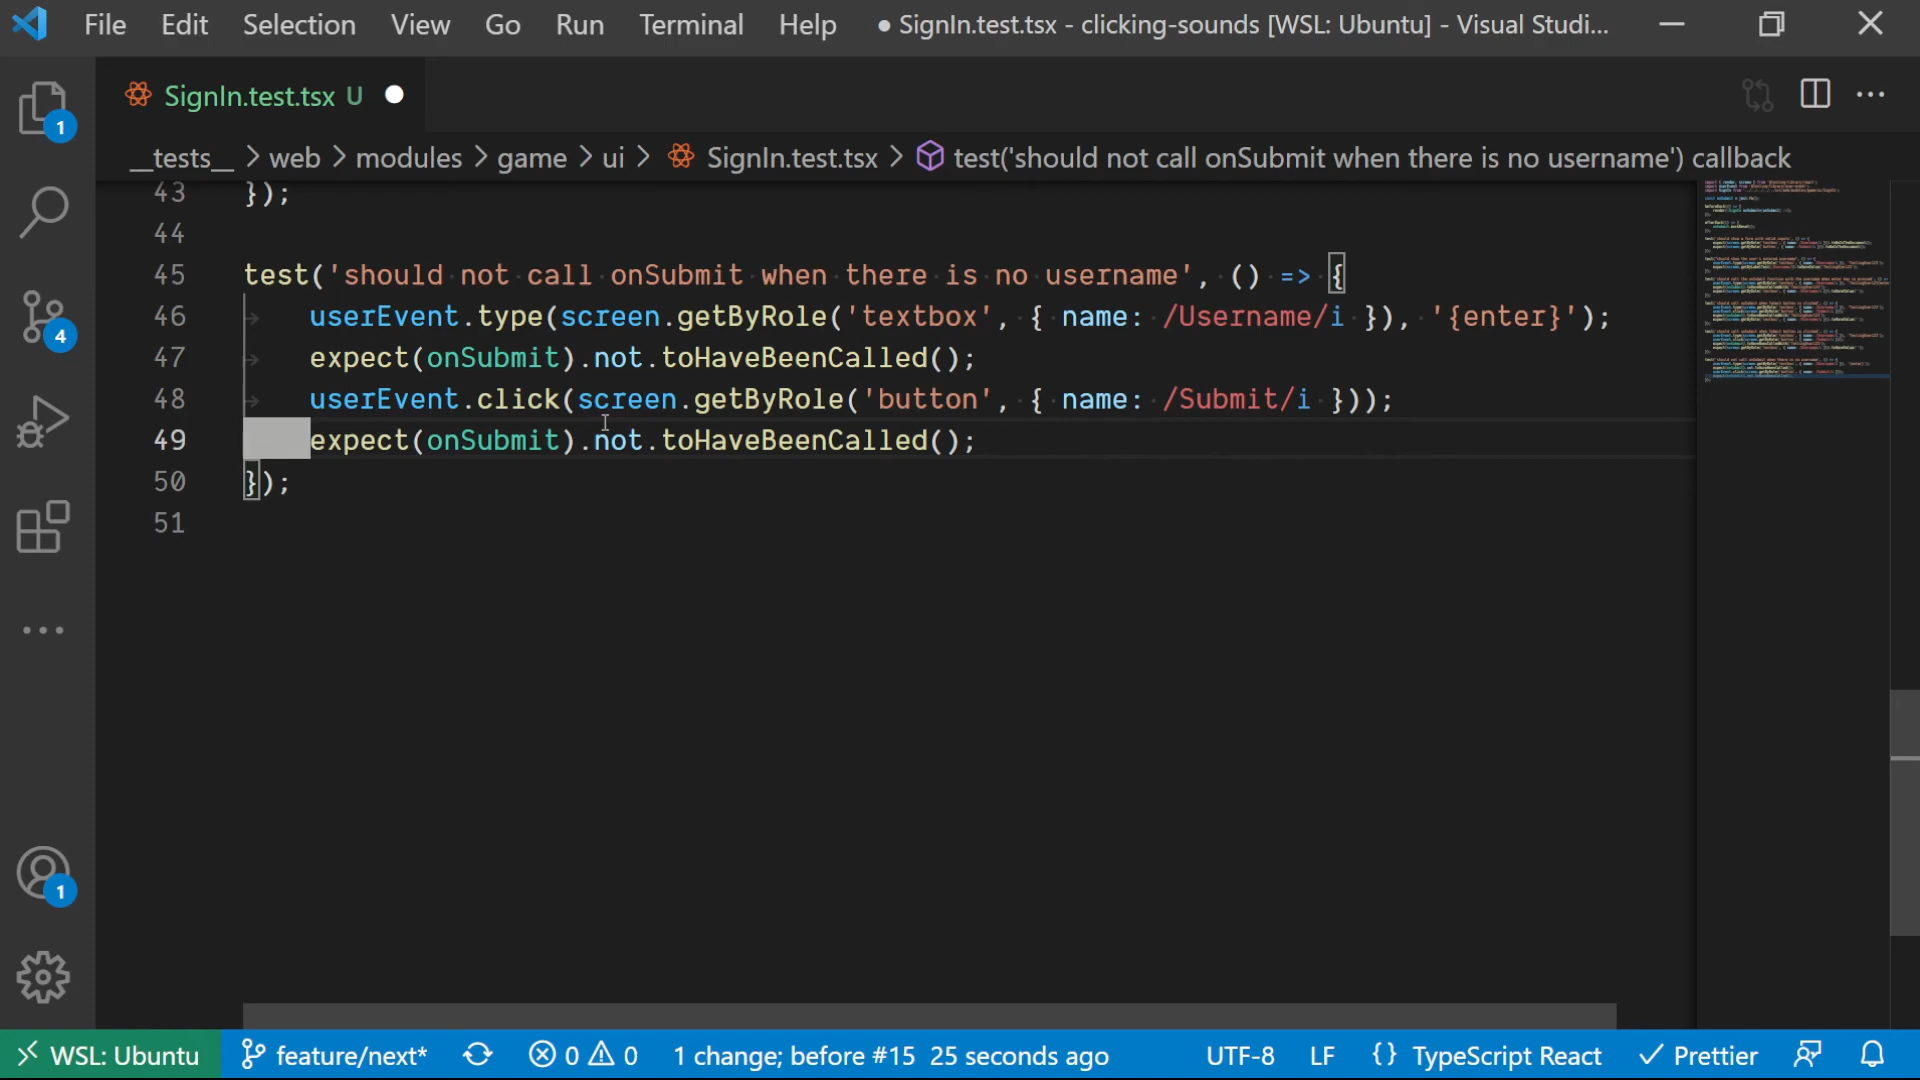 File Edit Selection View Go Run Terminal Help ● SignIn.test.tsx - clicking-sounds [WSL: Ubuntu] - Visual Studi...
SignIn.test.tsx U
__tests__ > web > modules > game > ui > SignIn.test.tsx > test('should not call onSubmit when there is no username') callback
43 });
44
45 test('should not call onSubmit when there is no username', () => {
46 userEvent.type(screen.getByRole('textbox', { name: /Username/i }), '{enter}');
47 expect(onSubmit).not.toHaveBeenCalled();
48 userEvent.click(screen.getByRole('button', { name: /Submit/i }));
49 expect(onSubmit).not.toHaveBeenCalled();
50 });
51
1
4
1
WSL: Ubuntu feature/next* 0 0 1 change; before #15 25 seconds ago UTF-8 LF {} TypeScript React Prettier